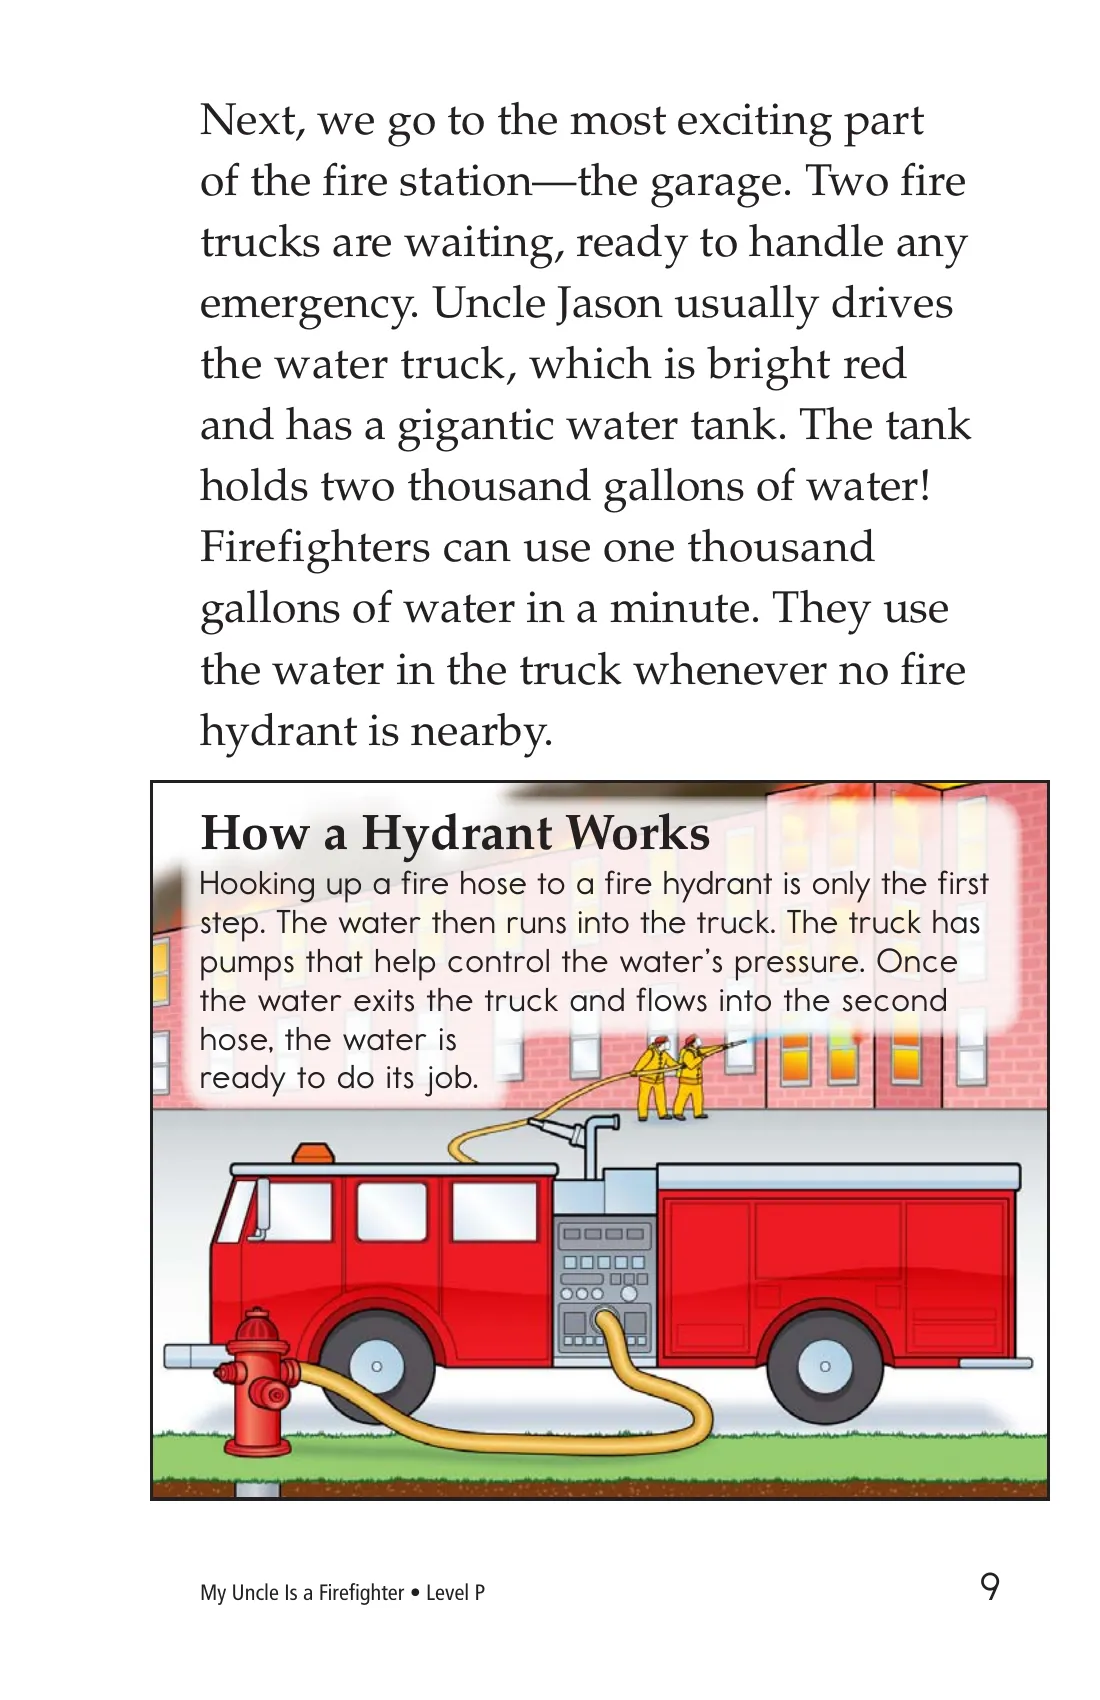 Next, we go to the most exciting part
of the fire station—the garage. Two fire
trucks are waiting, ready to handle any
emergency. Uncle Jason usually drives
the water truck, which is bright red
and has a gigantic water tank. The tank
holds two thousand gallons of water!
Firefighters can use one thousand
gallons of water in a minute. They use
the water in the truck whenever no fire
hydrant is nearby.
How a Hydrant Works
Hooking up a fire hose to a fire hydrant is only the first
step. The water then runs into the truck. The truck has
pumps that help control the water’s pressure. Once
the water exits the truck and flows into the second
hose, the water is
ready to do its job.
My Uncle Is a Firefighter • Level P
9